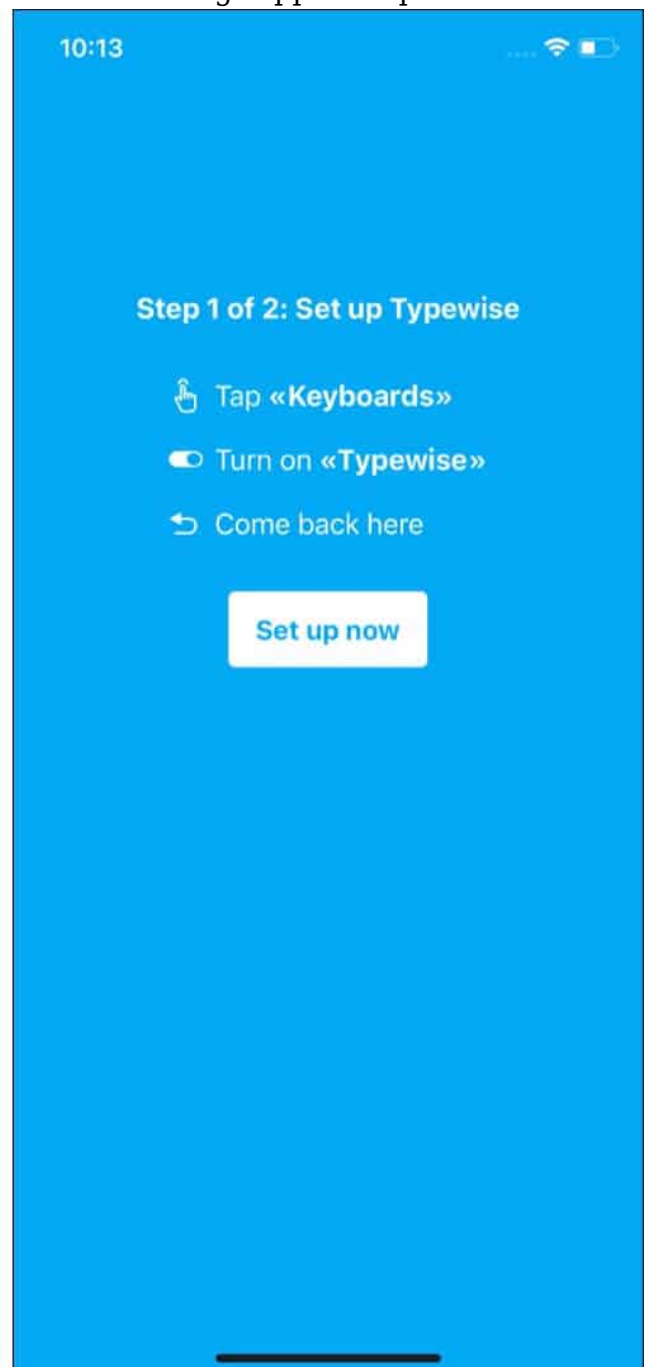 10:13
Step 1 of 2: Set up Typewise
Tap «Keyboards»
Turn on «Typewise»
Come back here
Set up now